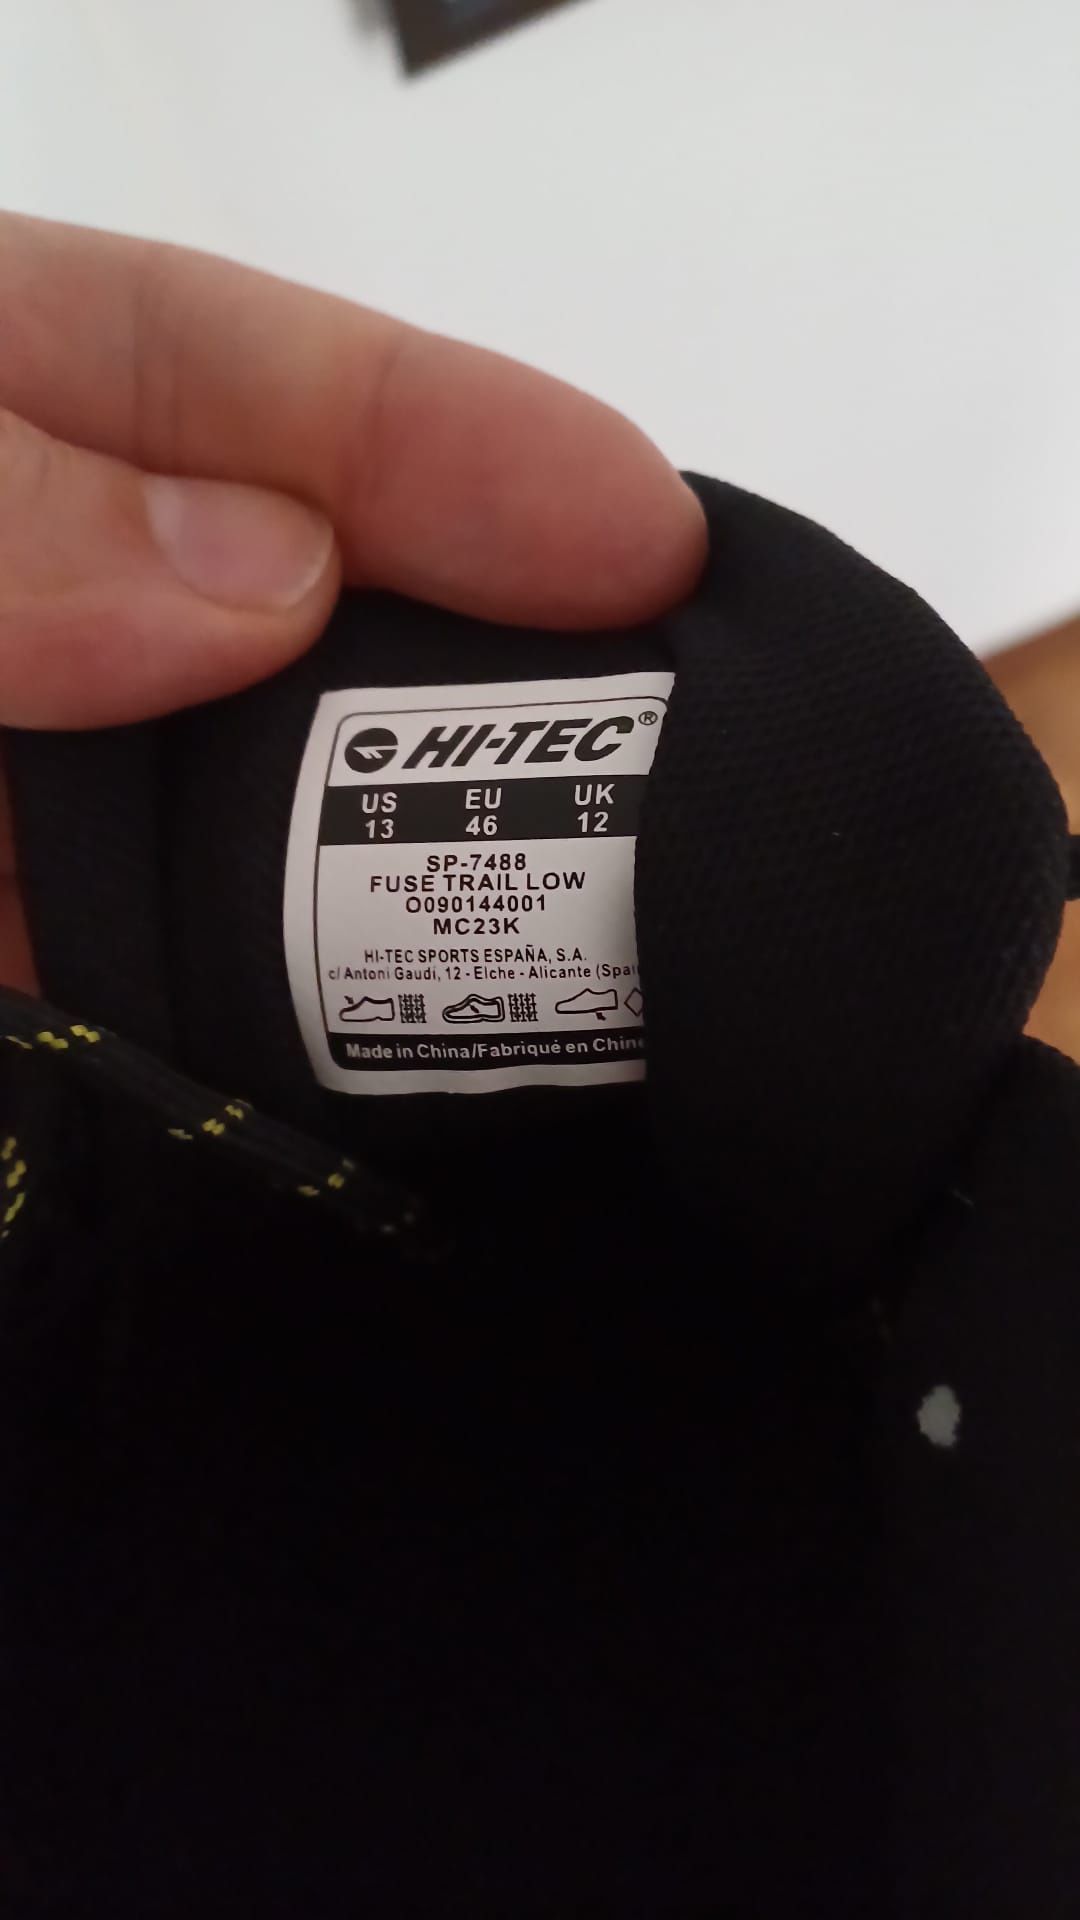 HI-TEC®
US EU UK
13 46 12
SP-7488
FUSE TRAIL LOW
O090144001
MC23K
HI-TEC SPORTS ESPAÑA, S.A.
c/ Antoni Gaudí, 12 - Elche - Alicante
Made in China/Fabriqué en